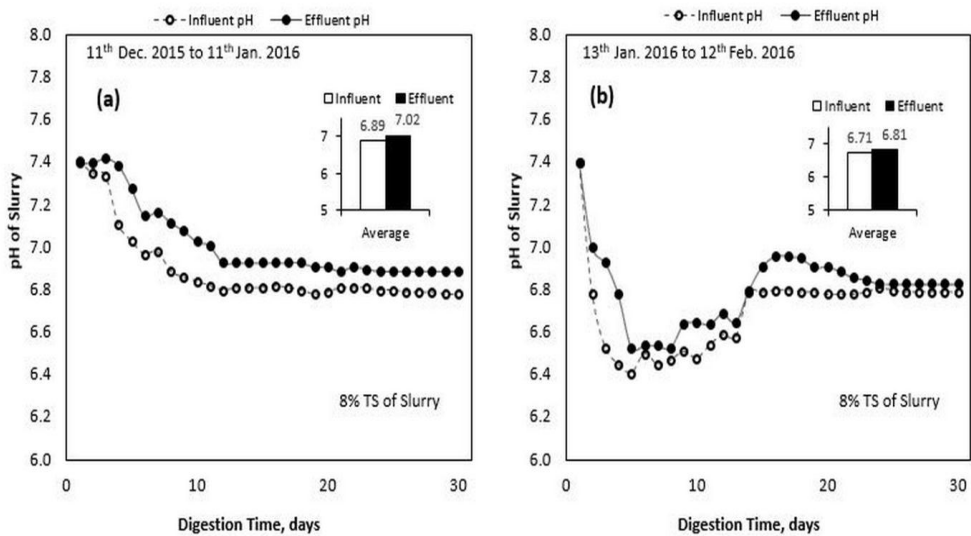 Influent pH Effluent pH
8.0
7.8
7.6
7.4
7.2
7.0
6.8
6.6
6.4
6.2
6.0
pH of Slurry
11th Dec. 2015 to 11th Jan. 2016
(a)
Influent Effluent
6.89 7.02
7
6
5
Average
8% TS of Slurry
0 10 20 30
Digestion Time, days
Influent pH Effluent pH
8.0
7.8
7.6
7.4
7.2
7.0
6.8
6.6
6.4
6.2
6.0
pH of Slurry
13th Jan. 2016 to 12th Feb. 2016
(b)
Influent Effluent
6.71 6.81
7
6
5
Average
8% TS of Slurry
0 10 20 30
Digestion Time, days